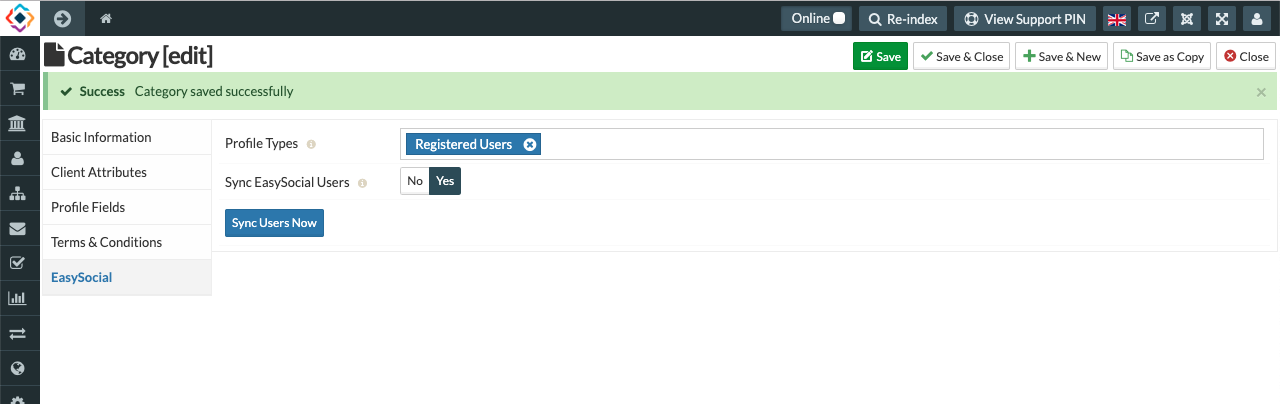 Online Re-index View Support PIN
Category [edit] Save Save & Close Save & New Save as Copy Close
Success Category saved successfully ×
Basic Information
Client Attributes
Profile Fields
Terms & Conditions
EasySocial
Profile Types Registered Users
Sync EasySocial Users No Yes
Sync Users Now